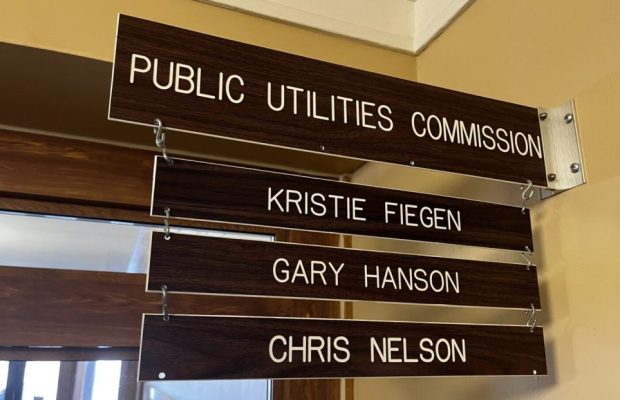 PUBLIC UTILITIES COMMISSION
KRISTIE FIEGEN
GARY HANSON
CHRIS NELSON